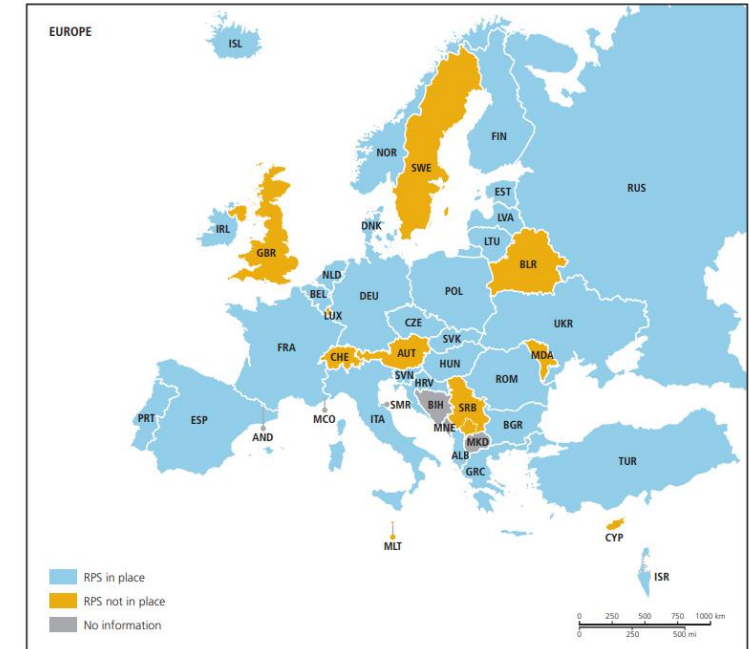 EUROPE
ISL
NOR
SWE
FIN
RUS
EST
LVA
LTU
DNK
IRL
GBR
BLR
NLD
BEL
DEU
POL
LUX
CZE
UKR
SVK
FRA
CHE
AUT
HUN
MDA
SVN
HRV
ROM
PRT
ESP
AND
MCO
ITA
SMR
BIH
SRB
MNE
BGR
MKD
ALB
GRC
TUR
MLT
CYP
ISR
RPS in place
RPS not in place
No information
0 250 500 750 1000 km
0 250 500 mi